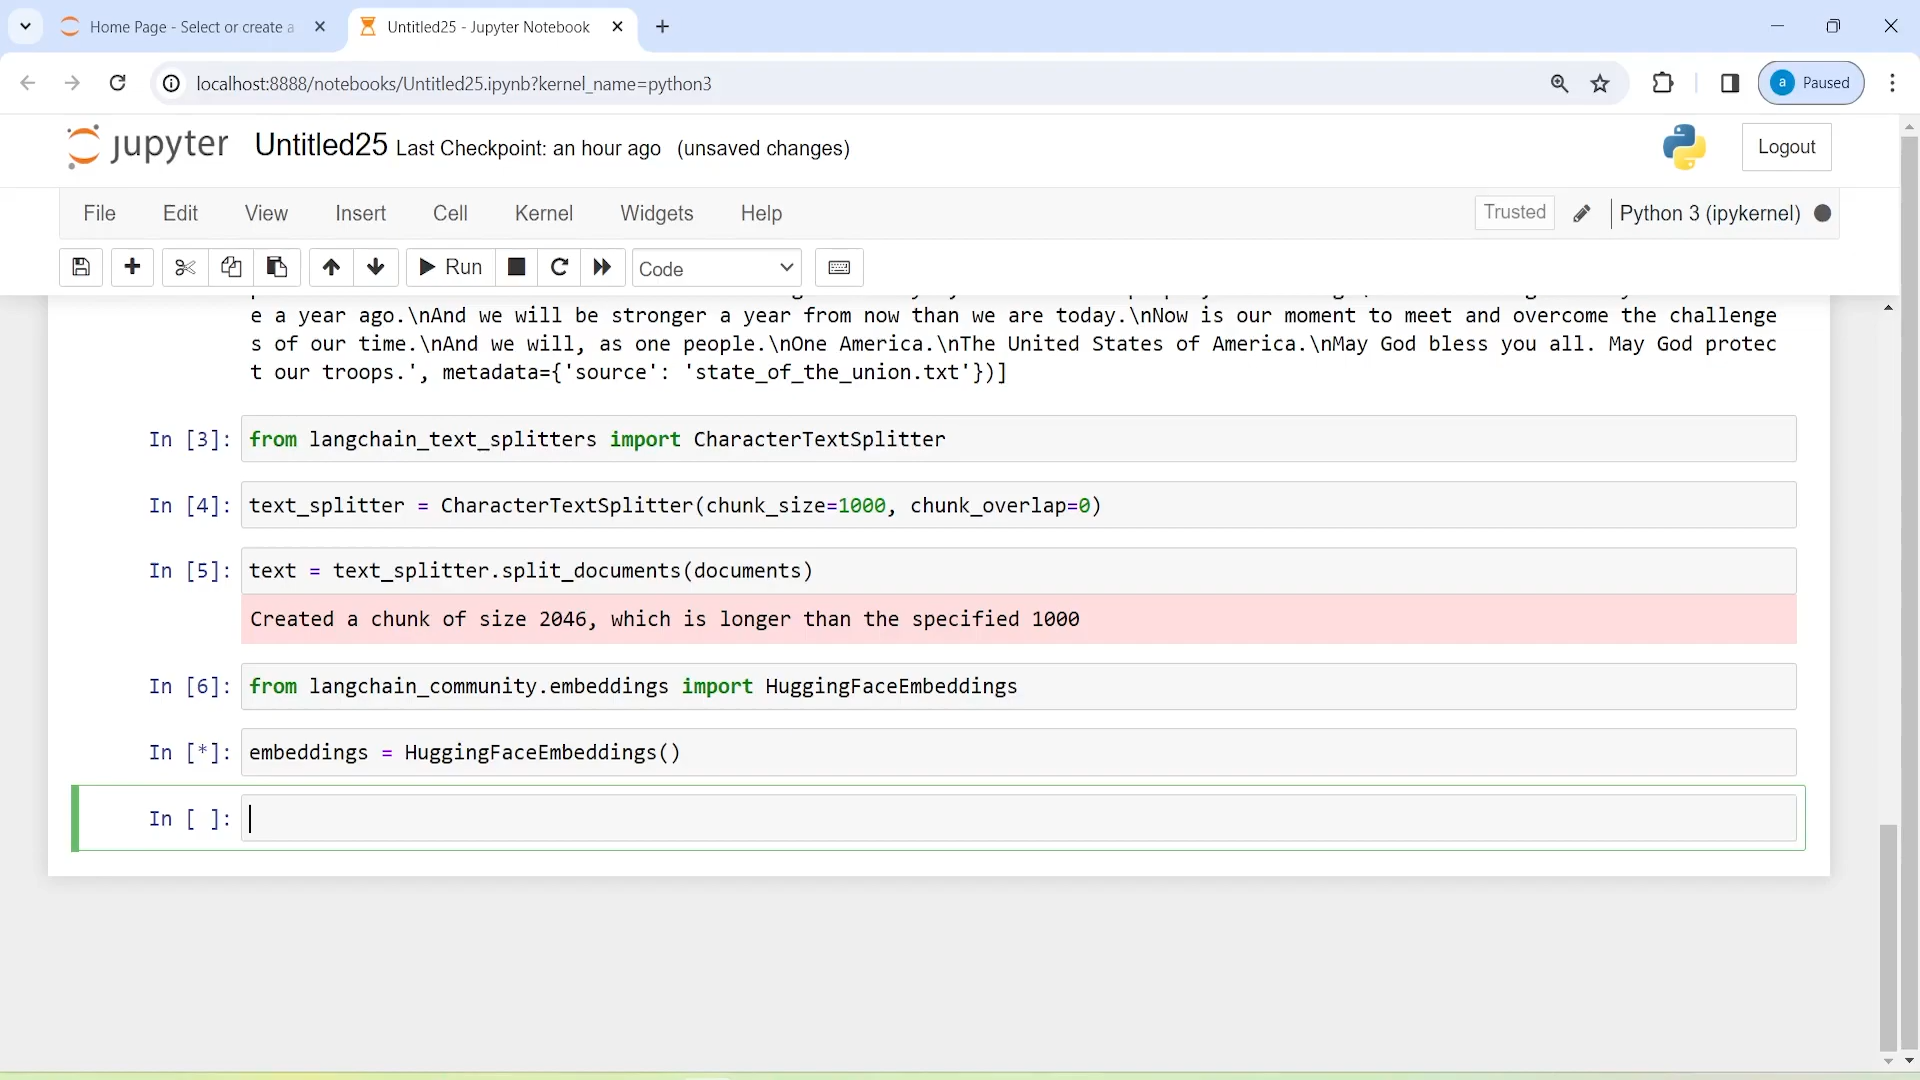 Home Page - Select or create a
Untitled25 - Jupyter Notebook
localhost:8888/notebooks/Untitled25.ipynb?kernel_name=python3
a Paused
jupyter Untitled25 Last Checkpoint: an hour ago (unsaved changes)
Logout
File Edit View Insert Cell Kernel Widgets Help
Trusted Python 3 (ipykernel)
Run Code
e a year ago.\nAnd we will be stronger a year from now than we are today.\nNow is our moment to meet and overcome the challenge
s of our time.\nAnd we will, as one people.\nOne America.\nThe United States of America.\nMay God bless you all. May God protec
t our troops.', metadata={'source': 'state_of_the_union.txt'})]
In [3]: from langchain_text_splitters import CharacterTextSplitter
In [4]: text_splitter = CharacterTextSplitter(chunk_size=1000, chunk_overlap=0)
In [5]: text = text_splitter.split_documents(documents)
Created a chunk of size 2046, which is longer than the specified 1000
In [6]: from langchain_community.embeddings import HuggingFaceEmbeddings
In [*]: embeddings = HuggingFaceEmbeddings()
In [ ]: